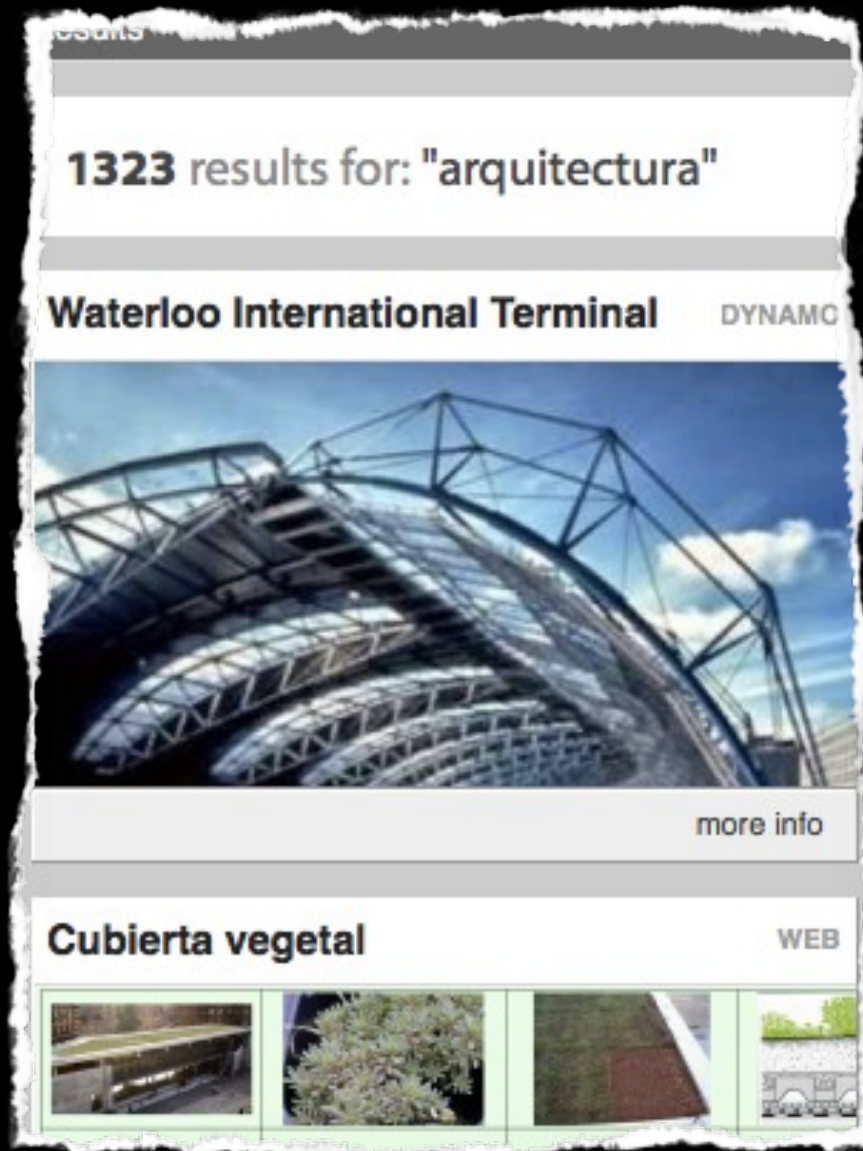 1323 results for: "arquitectura"
Waterloo International Terminal DYNAMC
more info
Cubierta vegetal WEB